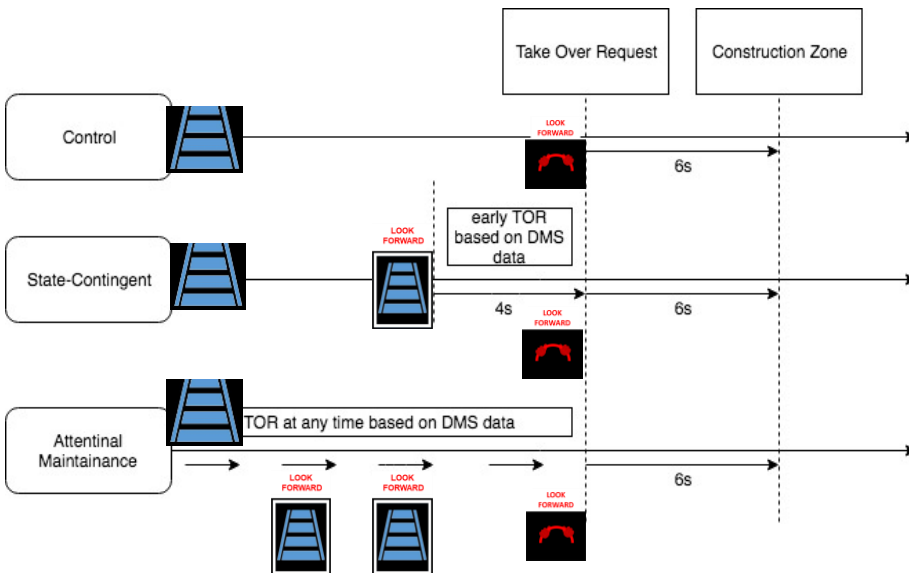 Take Over Request
Construction Zone
Control
LOOK
FORWARD
6s
State-Contingent
LOOK
FORWARD
early TOR
based on DMS
data
4s
6s
LOOK
FORWARD
Attentinal
Maintainance
TOR at any time based on DMS data
6s
LOOK
FORWARD
LOOK
FORWARD
LOOK
FORWARD